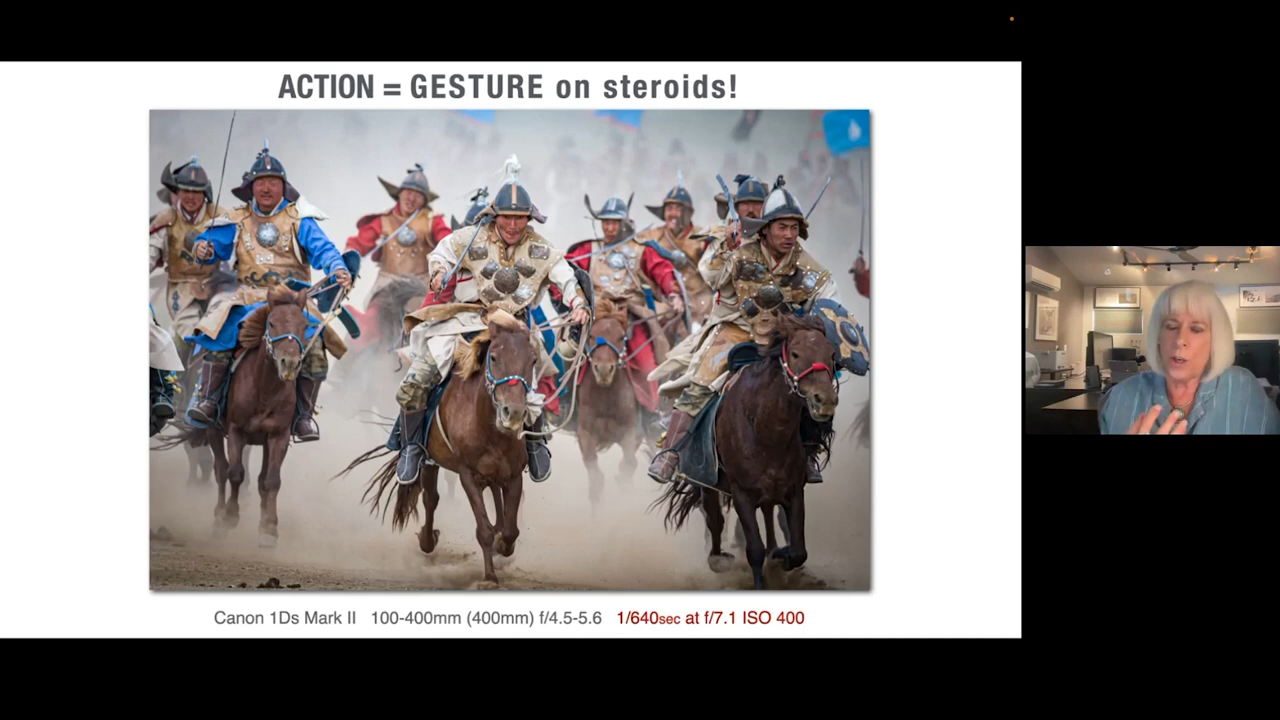 ACTION = GESTURE on steroids!
Canon 1Ds Mark II 100-400mm (400mm) f/4.5-5.6 1/640sec at f/7.1 ISO 400